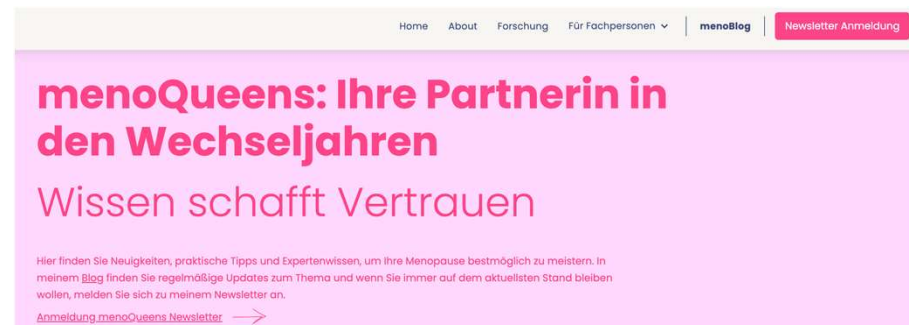 Home About Forschung Für Fachpersonen menoBlog Newsletter Anmeldung
menoQueens: Ihre Partnerin in
den Wechseljahren
Wissen schafft Vertrauen
Hier finden Sie Neuigkeiten, praktische Tipps und Expertenwissen, um Ihre Menopause bestmöglich zu meistern. In
meinem Blog finden Sie regelmäßige Updates zum Thema und wenn Sie immer auf dem aktuellsten Stand bleiben
wollen, melden Sie sich zu meinem Newsletter an.
Anmeldung menoQueens Newsletter